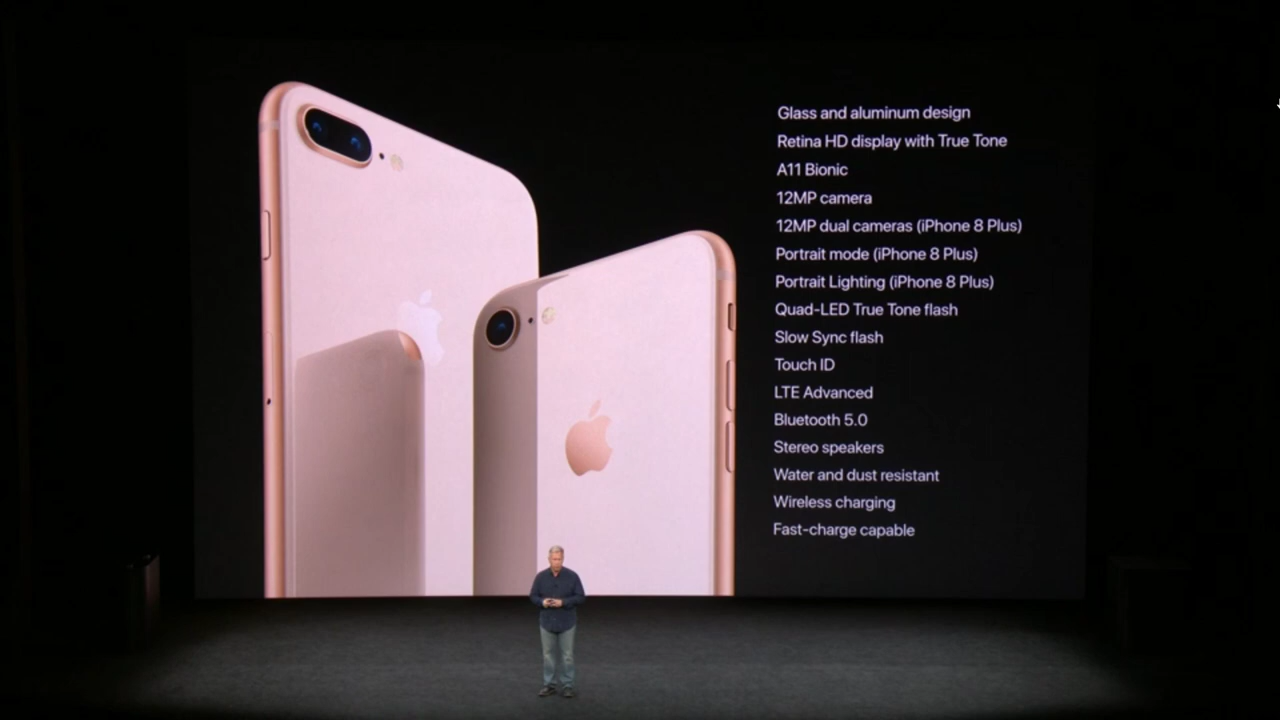 Glass and aluminum design
Retina HD display with True Tone
A11 Bionic
12MP camera
12MP dual cameras (iPhone 8 Plus)
Portrait mode (iPhone 8 Plus)
Portrait Lighting (iPhone 8 Plus)
Quad-LED True Tone flash
Slow Sync flash
Touch ID
LTE Advanced
Bluetooth 5.0
Stereo speakers
Water and dust resistant
Wireless charging
Fast-charge capable